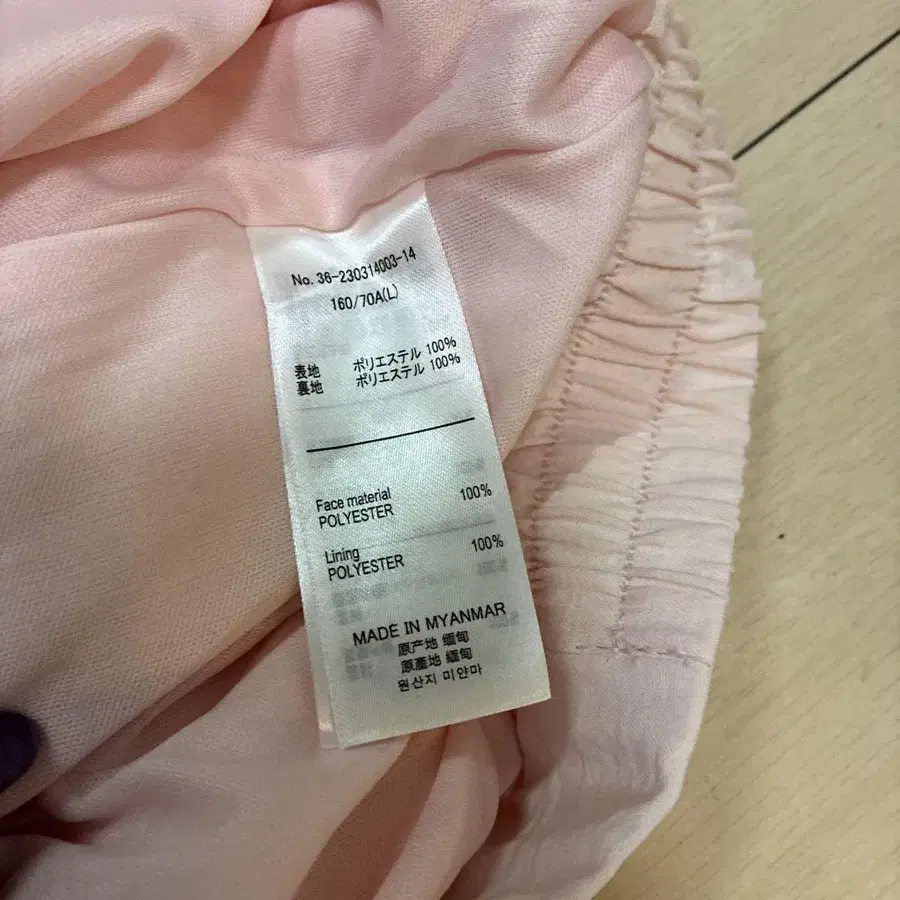 No. 36-230314003-14
160/70A(L)
表地 ポリエステル 100%
裏地 ポリエステル 100%
Face material 100%
POLYESTER
Lining 100%
POLYESTER
MADE IN MYANMAR
原产地 缅甸
原產地 緬甸
원산지 미얀마